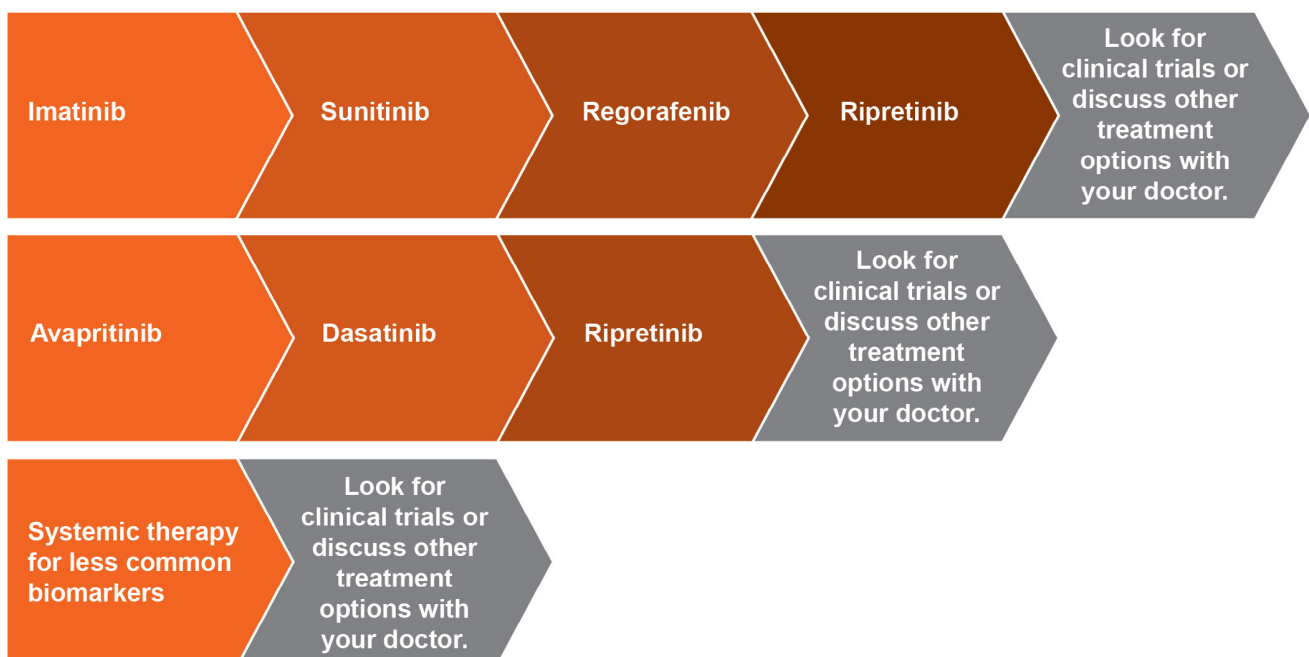 Imatinib
Sunitinib
Regorafenib
Ripretinib
Look for
clinical trials or
discuss other
treatment
options with
your doctor.
Avapritinib
Dasatinib
Ripretinib
Look for
clinical trials or
discuss other
treatment
options with
your doctor.
Systemic therapy
for less common
biomarkers
Look for
clinical trials or
discuss other
treatment
options with
your doctor.